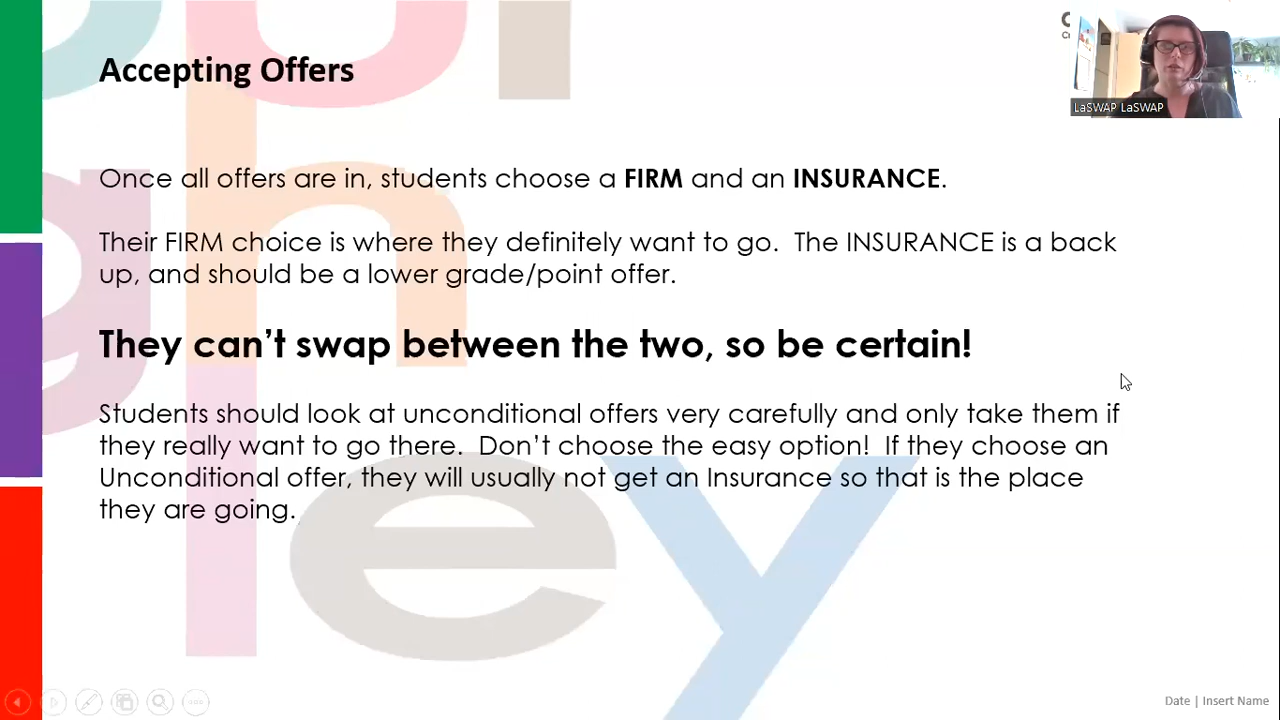 Accepting Offers
LaSWAP LaSWAP
Once all offers are in, students choose a FIRM and an INSURANCE.
Their FIRM choice is where they definitely want to go.  The INSURANCE is a back
up, and should be a lower grade/point offer.
They can't swap between the two, so be certain!
Students should look at unconditional offers very carefully and only take them if
they really want to go there.  Don't choose the easy option!  If they choose an
Unconditional offer, they will usually not get an Insurance so that is the place
they are going.
Date | Insert Name